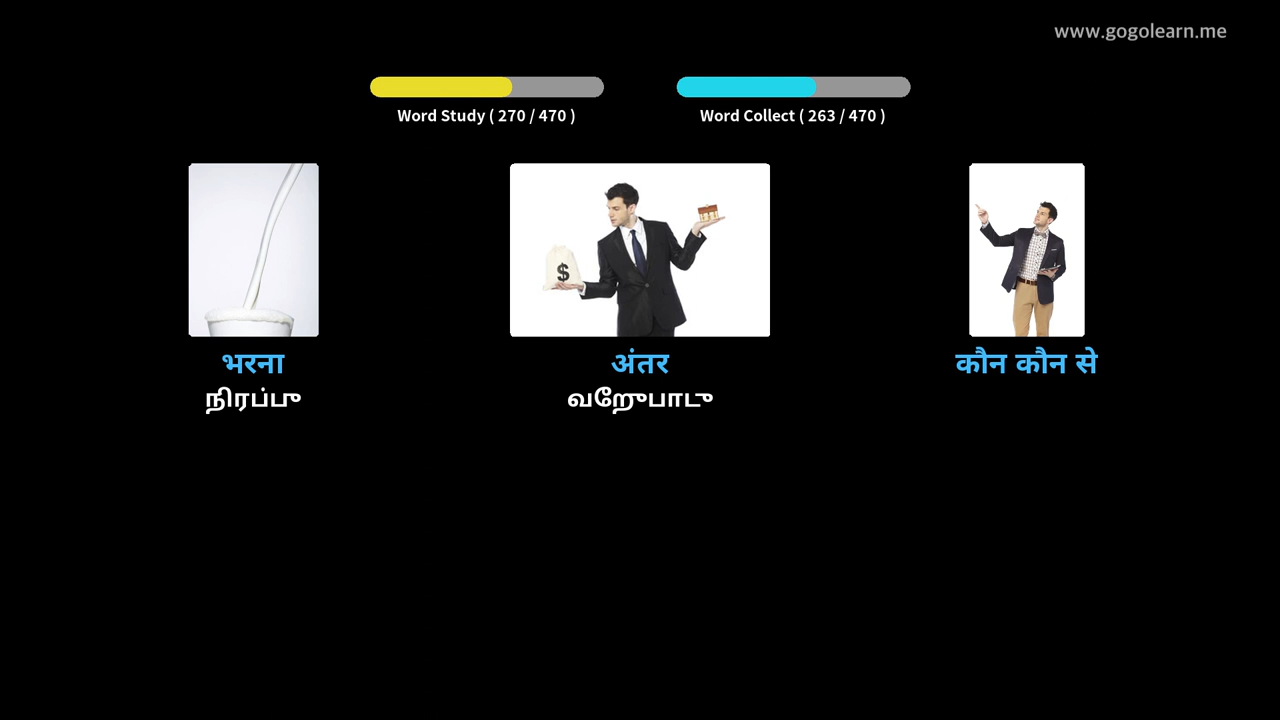 www.gogolearn.me
Word Study ( 270 / 470 )
Word Collect ( 263 / 470 )
भरना
நிரப்பு
अंतर
வேறுபாடு
कौन कौन से